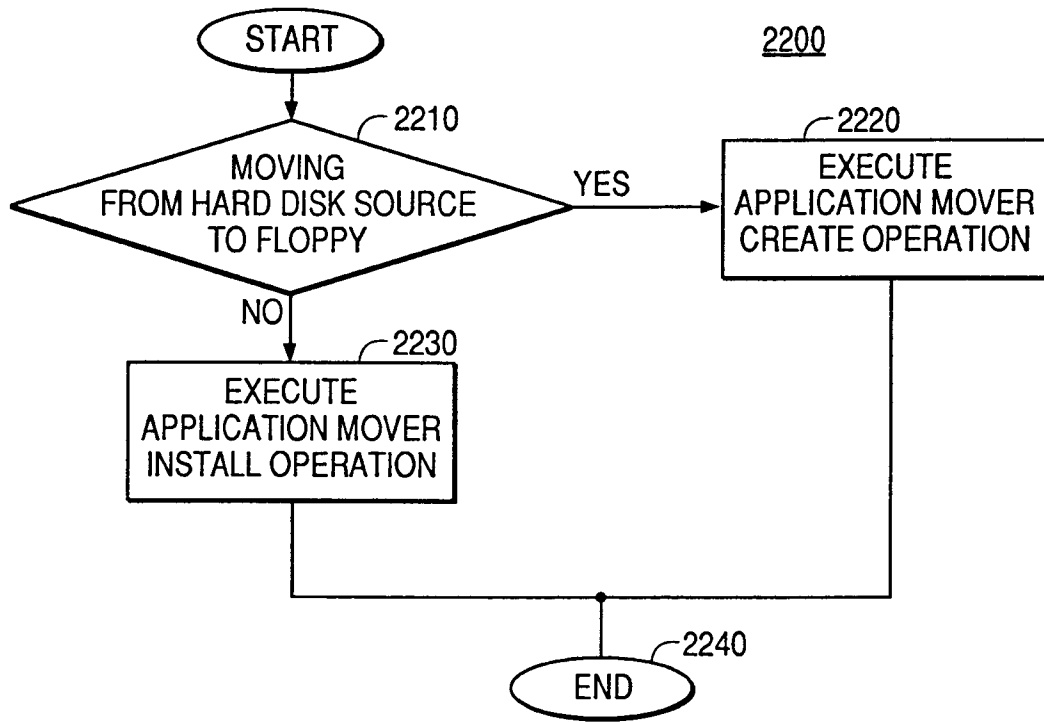 START
2200
2210
MOVING
FROM HARD DISK SOURCE
TO FLOPPY
YES
2220
EXECUTE
APPLICATION MOVER
CREATE OPERATION
NO
2230
EXECUTE
APPLICATION MOVER
INSTALL OPERATION
2240
END